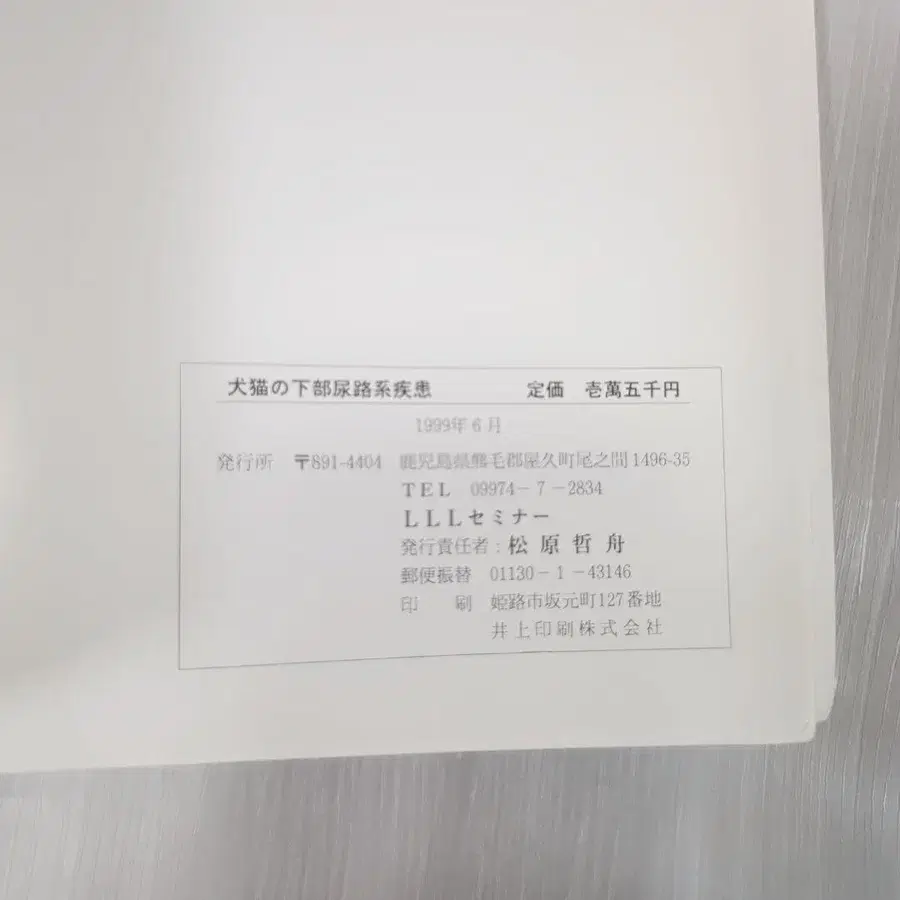 犬猫の下部尿路系疾患　定価　壱萬五千円
1999年6月
発行所　〒891-4404　鹿児島県熊毛郡屋久町尾之間1496-35
TEL　09974－7－2834
LLLセミナー
発行責任者：松原哲舟
郵便振替　01130－1－43146
印　刷　姫路市坂元町127番地
井上印刷株式会社